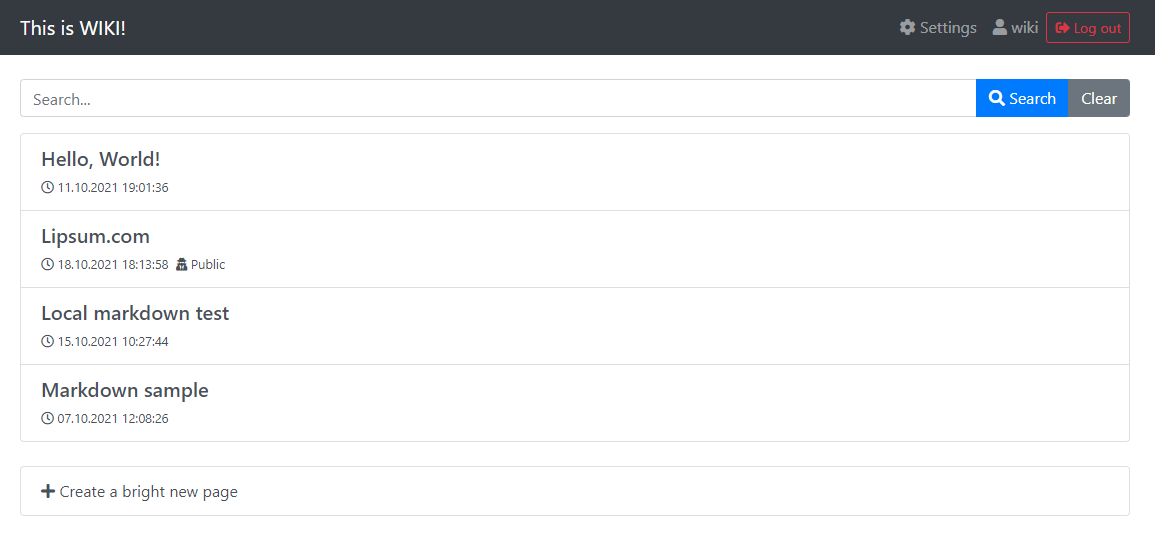 This is WIKI!
Settings wiki Log out
Search...
Search Clear
Hello, World!
11.10.2021 19:01:36
Lipsum.com
18.10.2021 18:13:58 Public
Local markdown test
15.10.2021 10:27:44
Markdown sample
07.10.2021 12:08:26
Create a bright new page